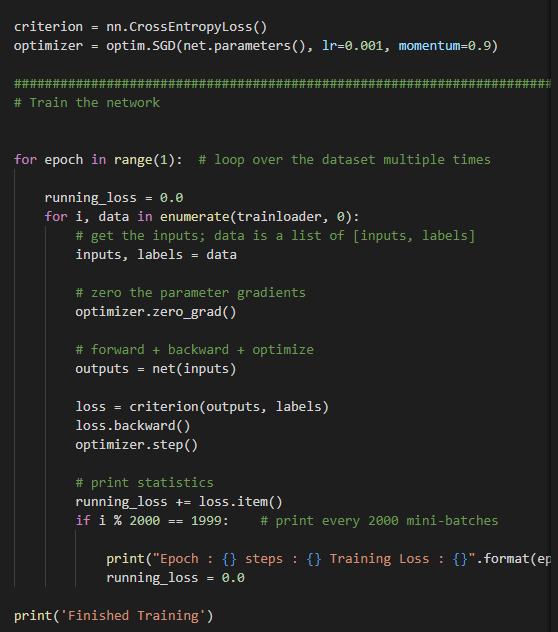 criterion = nn.CrossEntropyLoss()
optimizer = optim.SGD(net.parameters(), lr=0.001, momentum=0.9)
########################################################################
# Train the network
for epoch in range(1):  # loop over the dataset multiple times
    running_loss = 0.0
    for i, data in enumerate(trainloader, 0):
        # get the inputs; data is a list of [inputs, labels]
        inputs, labels = data
        # zero the parameter gradients
        optimizer.zero_grad()
        # forward + backward + optimize
        outputs = net(inputs)
        loss = criterion(outputs, labels)
        loss.backward()
        optimizer.step()
        # print statistics
        running_loss += loss.item()
        if i % 2000 == 1999:    # print every 2000 mini-batches
            print("Epoch : {} steps : {} Training Loss : {}".format(ep
            running_loss = 0.0
print('Finished Training')